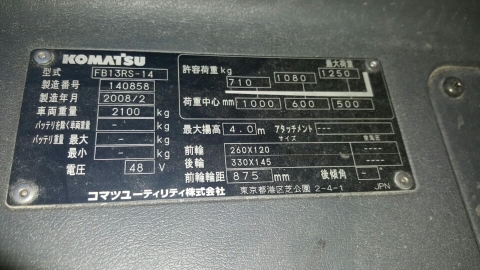 KOMATSU
型式 FB13RS-14
製造番号 140858
製造年月 2008/2
車両重量 2100 kg
バッテリを除く車両重量 -- kg
バッテリ重量 最大 kg
最小 - kg
電圧 48 V
許容荷重 kg 最大荷重
710 1080 1250
荷重中心 mm 1000 600 500
最大揚高 4.0 m アタッチメント ---
サイズ
前輪 260X120 ----
後輪 330X145 ----
前輪輪距 875 mm 後傾角 - °
コマツユーティリティ株式会社 東京都港区芝公園 2-4-1 JPN